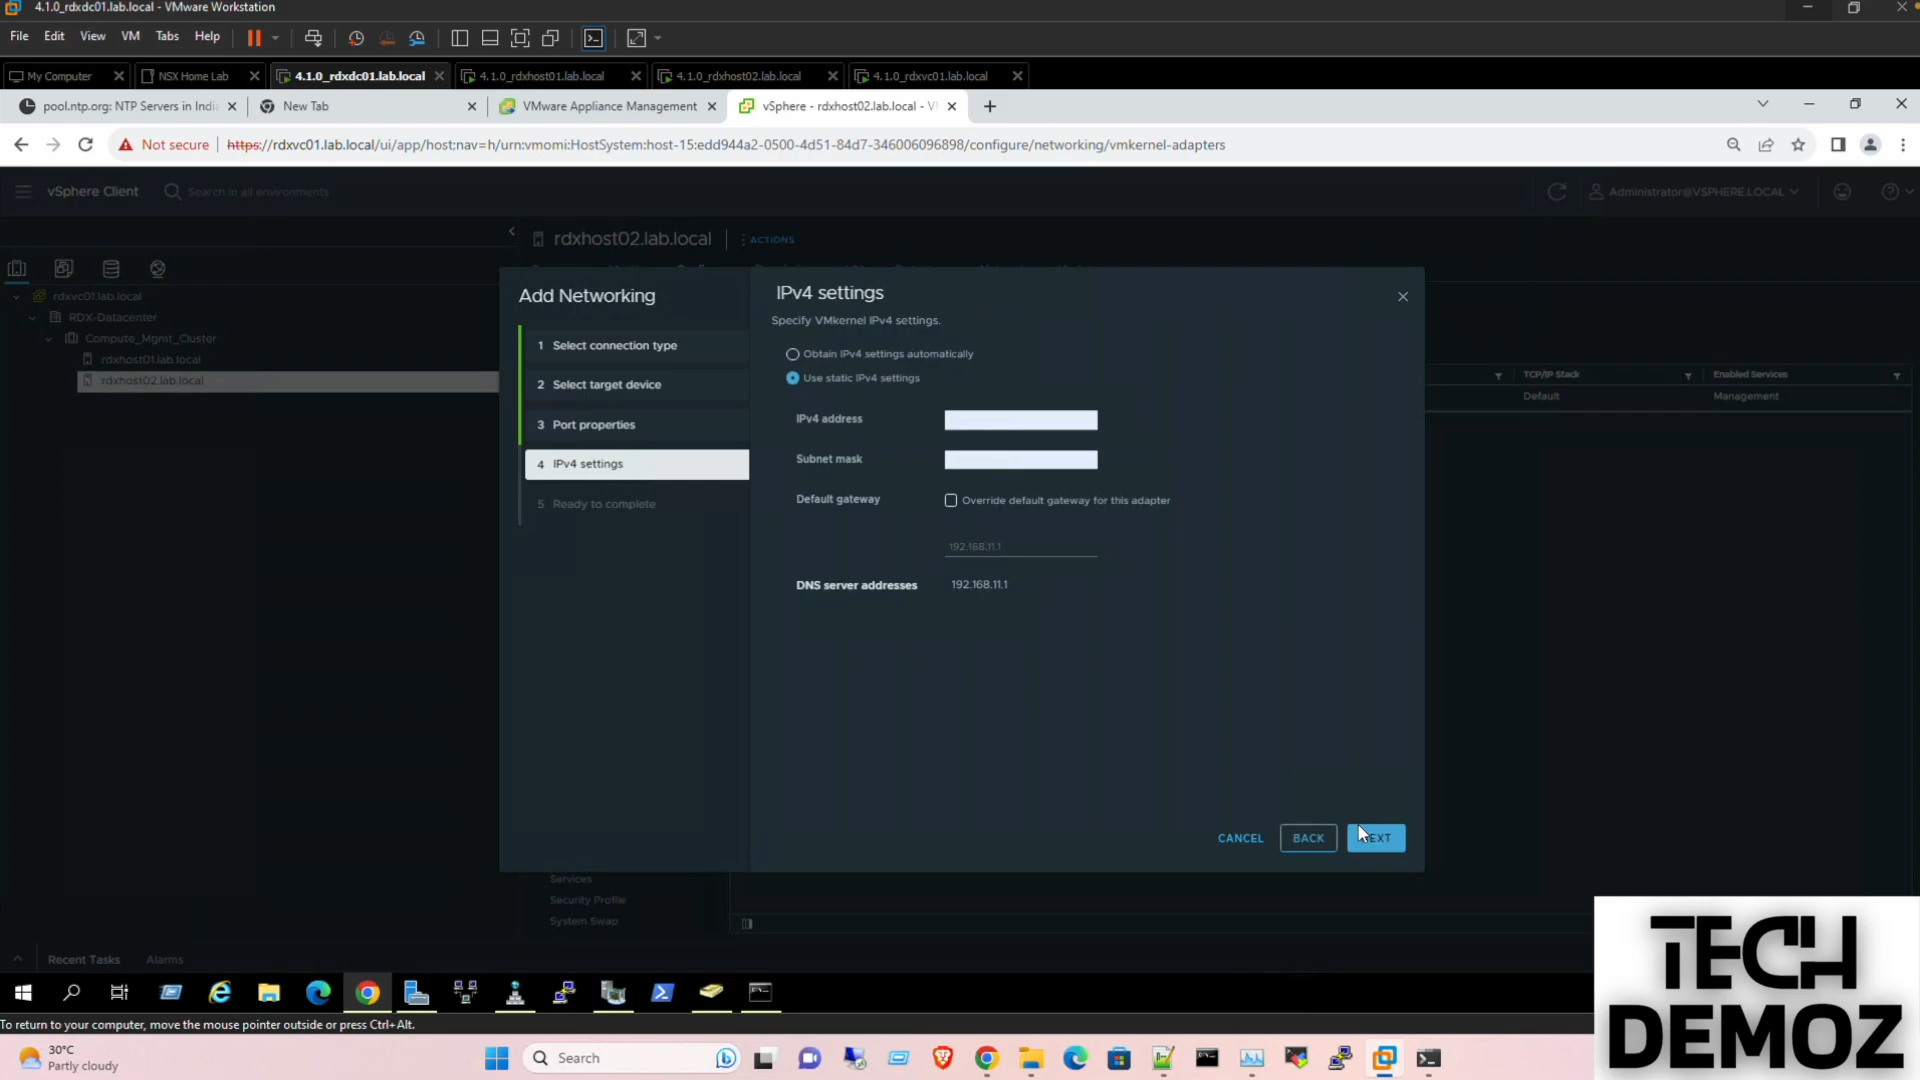 4.1.0_rdxdc01.lab.local - VMware Workstation
File Edit View VM Tabs Help
My Computer NSX Home Lab 4.1.0_rdxdc01.lab.local 4.1.0_rdxhost01.lab.local 4.1.0_rdxhost02.lab.local 4.1.0_rdxvc01.lab.local
pool.ntp.org: NTP Servers in Indi New Tab VMware Appliance Management vSphere - rdxhost02.lab.local - V
Not secure https://rdxvc01.lab.local/ui/app/host;nav=h/urn:vmomi:HostSystem:host-15:edd944a2-0500-4d51-84d7-346006096898/configure/networking/vmkernel-adapters
vSphere Client Search in all environments Administrator@VSPHERE.LOCAL
rdxhost02.lab.local ACTIONS
rdxvc01.lab.local
RDX-Datacenter
Compute_Mgmt_Cluster
rdxhost01.lab.local
rdxhost02.lab.local
Add Networking
1 Select connection type
2 Select target device
3 Port properties
4 IPv4 settings
5 Ready to complete
IPv4 settings
Specify VMkernel IPv4 settings.
Obtain IPv4 settings automatically
Use static IPv4 settings
IPv4 address
Subnet mask
Default gateway Override default gateway for this adapter
192.168.11.1
DNS server addresses 192.168.11.1
CANCEL BACK NEXT
TCP/IP Stack Enabled Services
Default Management
Services
Security Profile
System Swap
Recent Tasks Alarms
To return to your computer, move the mouse pointer outside or press Ctrl+Alt.
30°C
Partly cloudy
Search
TECH
DEMOZ